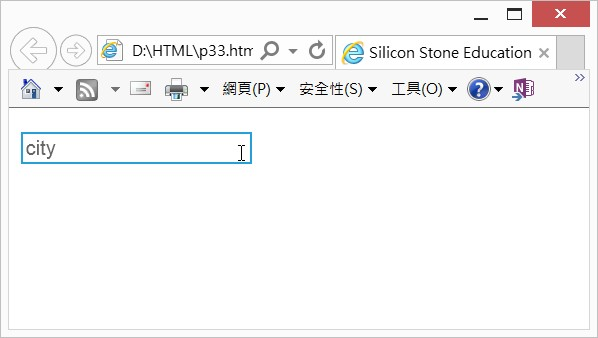 D:\HTML\p33.htm
Silicon Stone Education
網頁(P) 安全性(S) 工具(O)
city